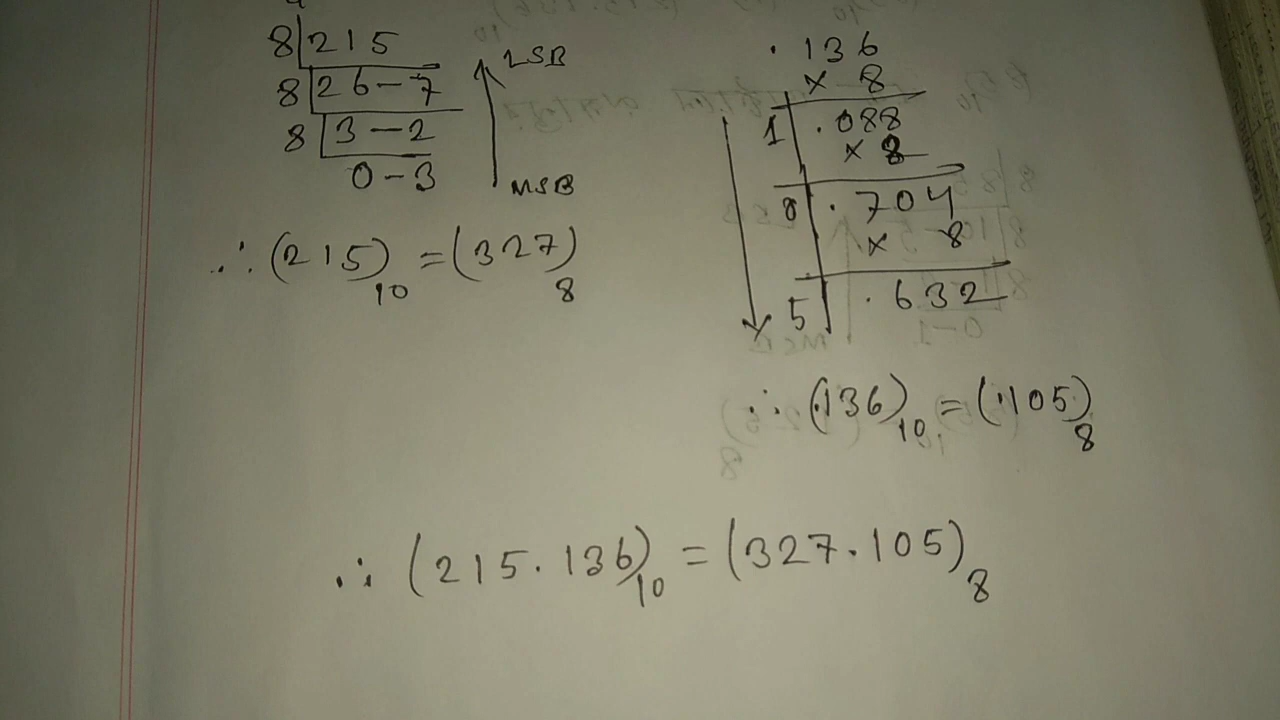 8 215 LSB
8 26 - 7
8 3 - 2
0 - 3 MSB
∴ (215)10 = (327)8
.136
× 8
1 .088
× 8
0 .704
× 8
5 .632
∴ (.136)10 = (.105)8
∴ (215.136)10 = (327.105)8